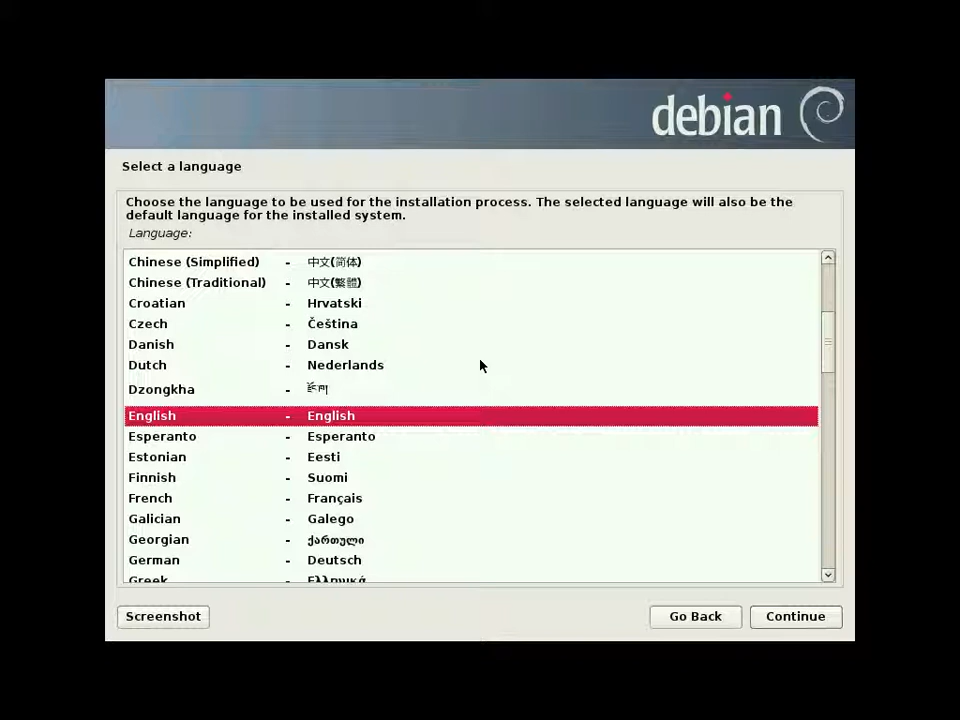 debian
Select a language
Choose the language to be used for the installation process. The selected language will also be the
default language for the installed system.
Language:
Chinese (Simplified) - 中文(简体)
Chinese (Traditional) - 中文(繁體)
Croatian - Hrvatski
Czech - Čeština
Danish - Dansk
Dutch - Nederlands
Dzongkha - རྫོང་ཁ།
English - English
Esperanto - Esperanto
Estonian - Eesti
Finnish - Suomi
French - Français
Galician - Galego
Georgian - ქართული
German - Deutsch
Greek - Ελληνικά
Screenshot Go Back Continue